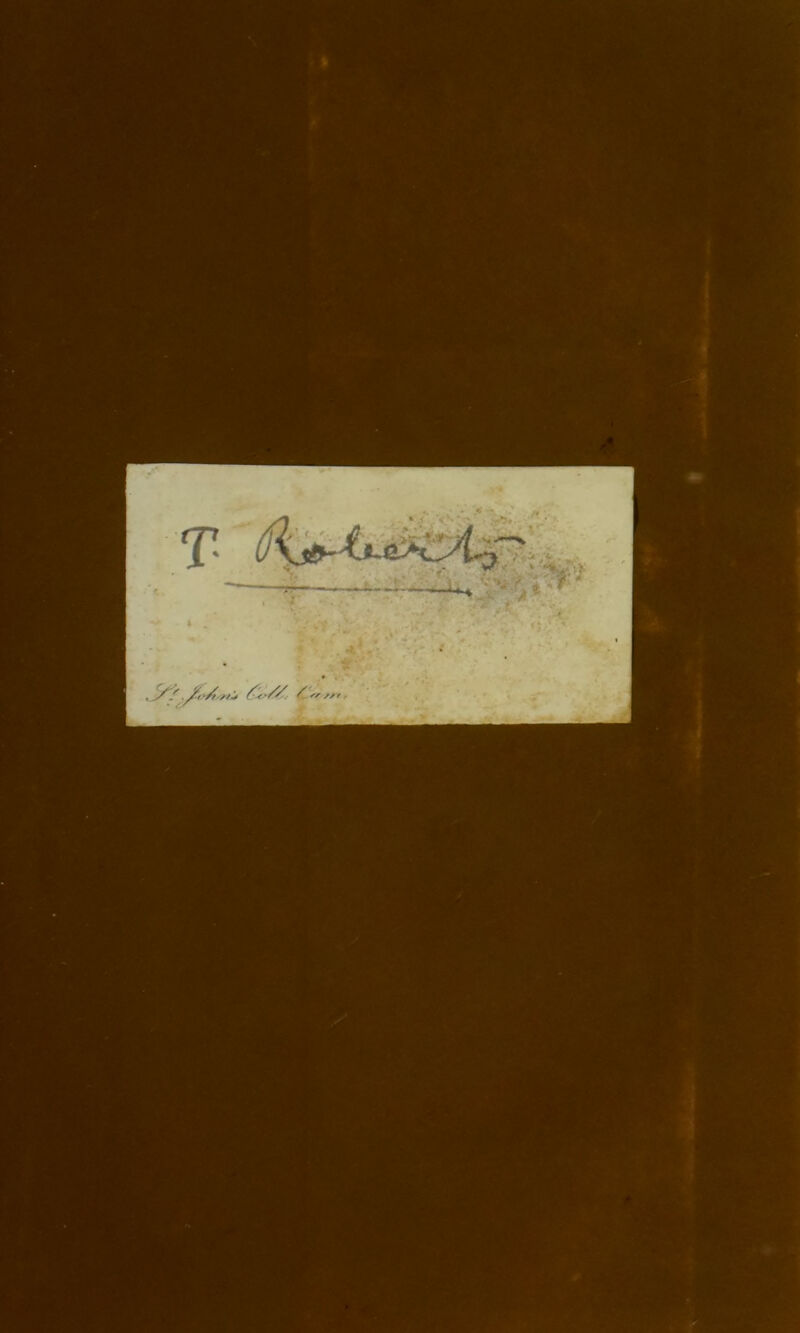 T. Roberts
St. John's Coll. Cam.